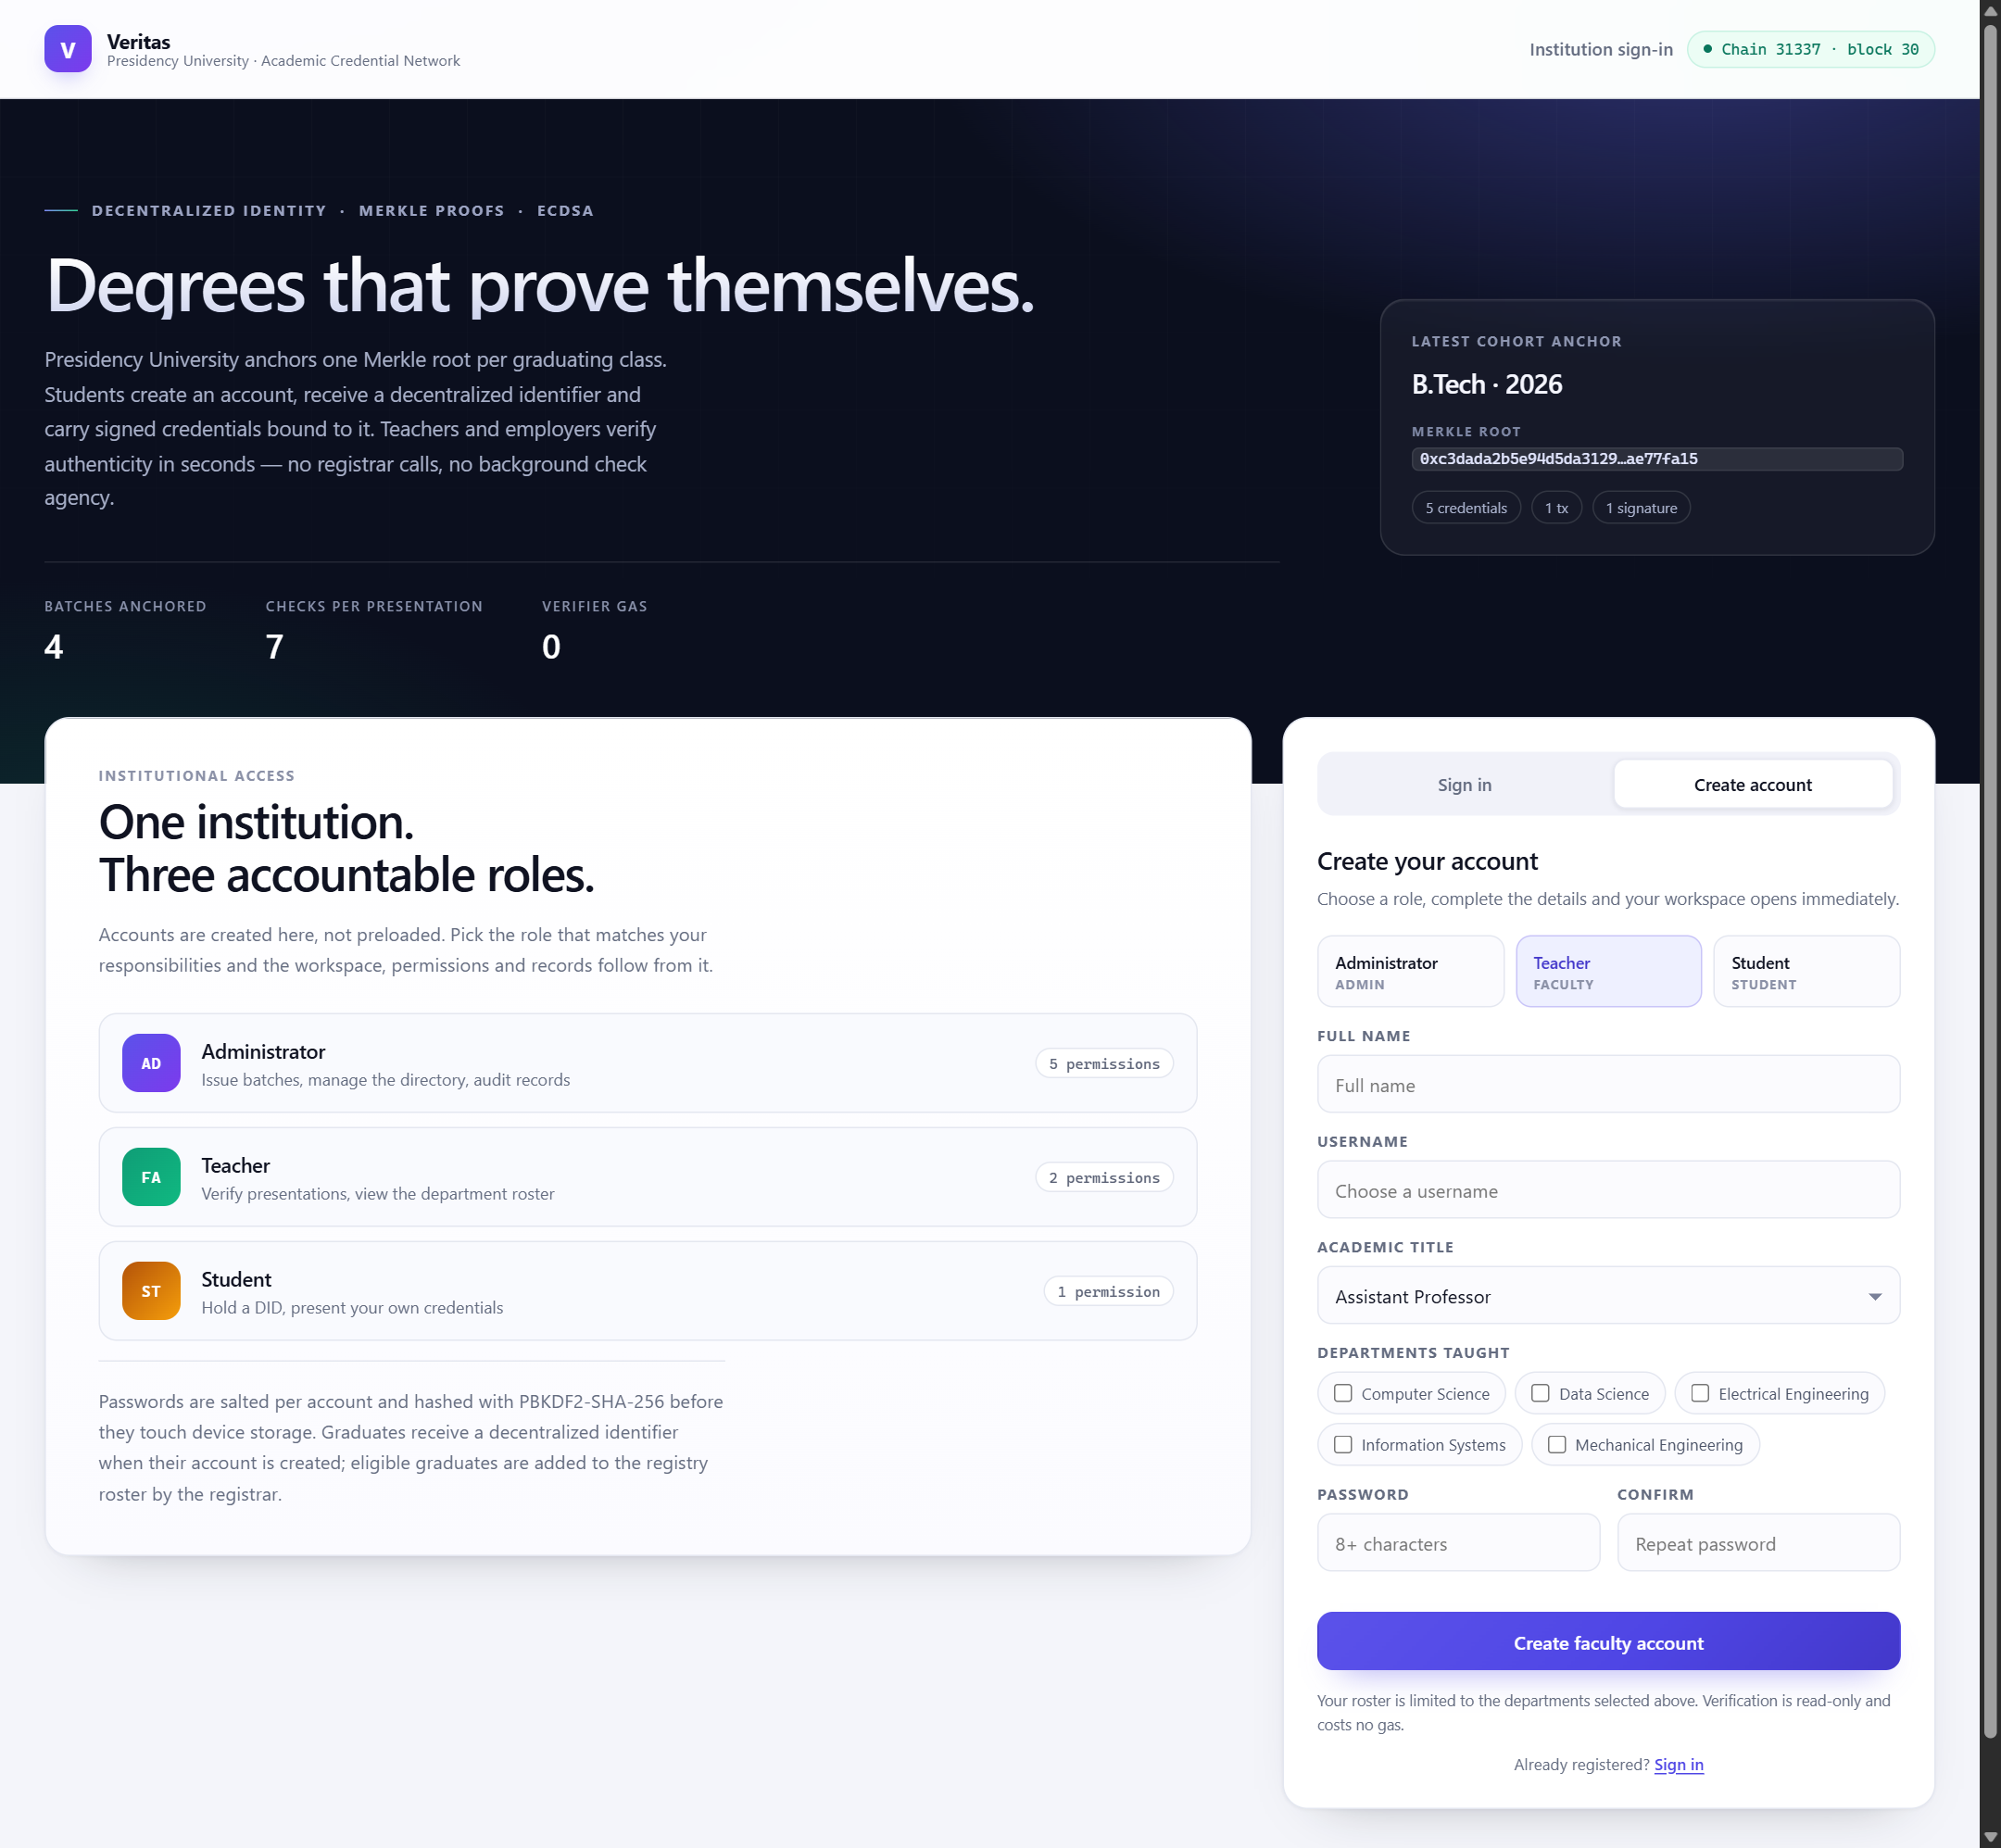 V
Veritas
Presidency University · Academic Credential Network
Institution sign-in
Chain 31337 · block 30
DECENTRALIZED IDENTITY · MERKLE PROOFS · ECDSA
Degrees that prove themselves.
Presidency University anchors one Merkle root per graduating class.
Students create an account, receive a decentralized identifier and
carry signed credentials bound to it. Teachers and employers verify
authenticity in seconds — no registrar calls, no background check
agency.
BATCHES ANCHORED
4
CHECKS PER PRESENTATION
7
VERIFIER GAS
0
LATEST COHORT ANCHOR
B.Tech · 2026
MERKLE ROOT
0xc3dada2b5e94d5da3129…ae77fa15
5 credentials
1 tx
1 signature
INSTITUTIONAL ACCESS
One institution.
Three accountable roles.
Accounts are created here, not preloaded. Pick the role that matches your
responsibilities and the workspace, permissions and records follow from it.
AD
Administrator
Issue batches, manage the directory, audit records
5 permissions
FA
Teacher
Verify presentations, view the department roster
2 permissions
ST
Student
Hold a DID, present your own credentials
1 permission
Passwords are salted per account and hashed with PBKDF2-SHA-256 before
they touch device storage. Graduates receive a decentralized identifier
when their account is created; eligible graduates are added to the registry
roster by the registrar.
Sign in
Create account
Create your account
Choose a role, complete the details and your workspace opens immediately.
Administrator
ADMIN
Teacher
FACULTY
Student
STUDENT
FULL NAME
Full name
USERNAME
Choose a username
ACADEMIC TITLE
Assistant Professor
DEPARTMENTS TAUGHT
Computer Science
Data Science
Electrical Engineering
Information Systems
Mechanical Engineering
PASSWORD
8+ characters
CONFIRM
Repeat password
Create faculty account
Your roster is limited to the departments selected above. Verification is read-only and
costs no gas.
Already registered? Sign in